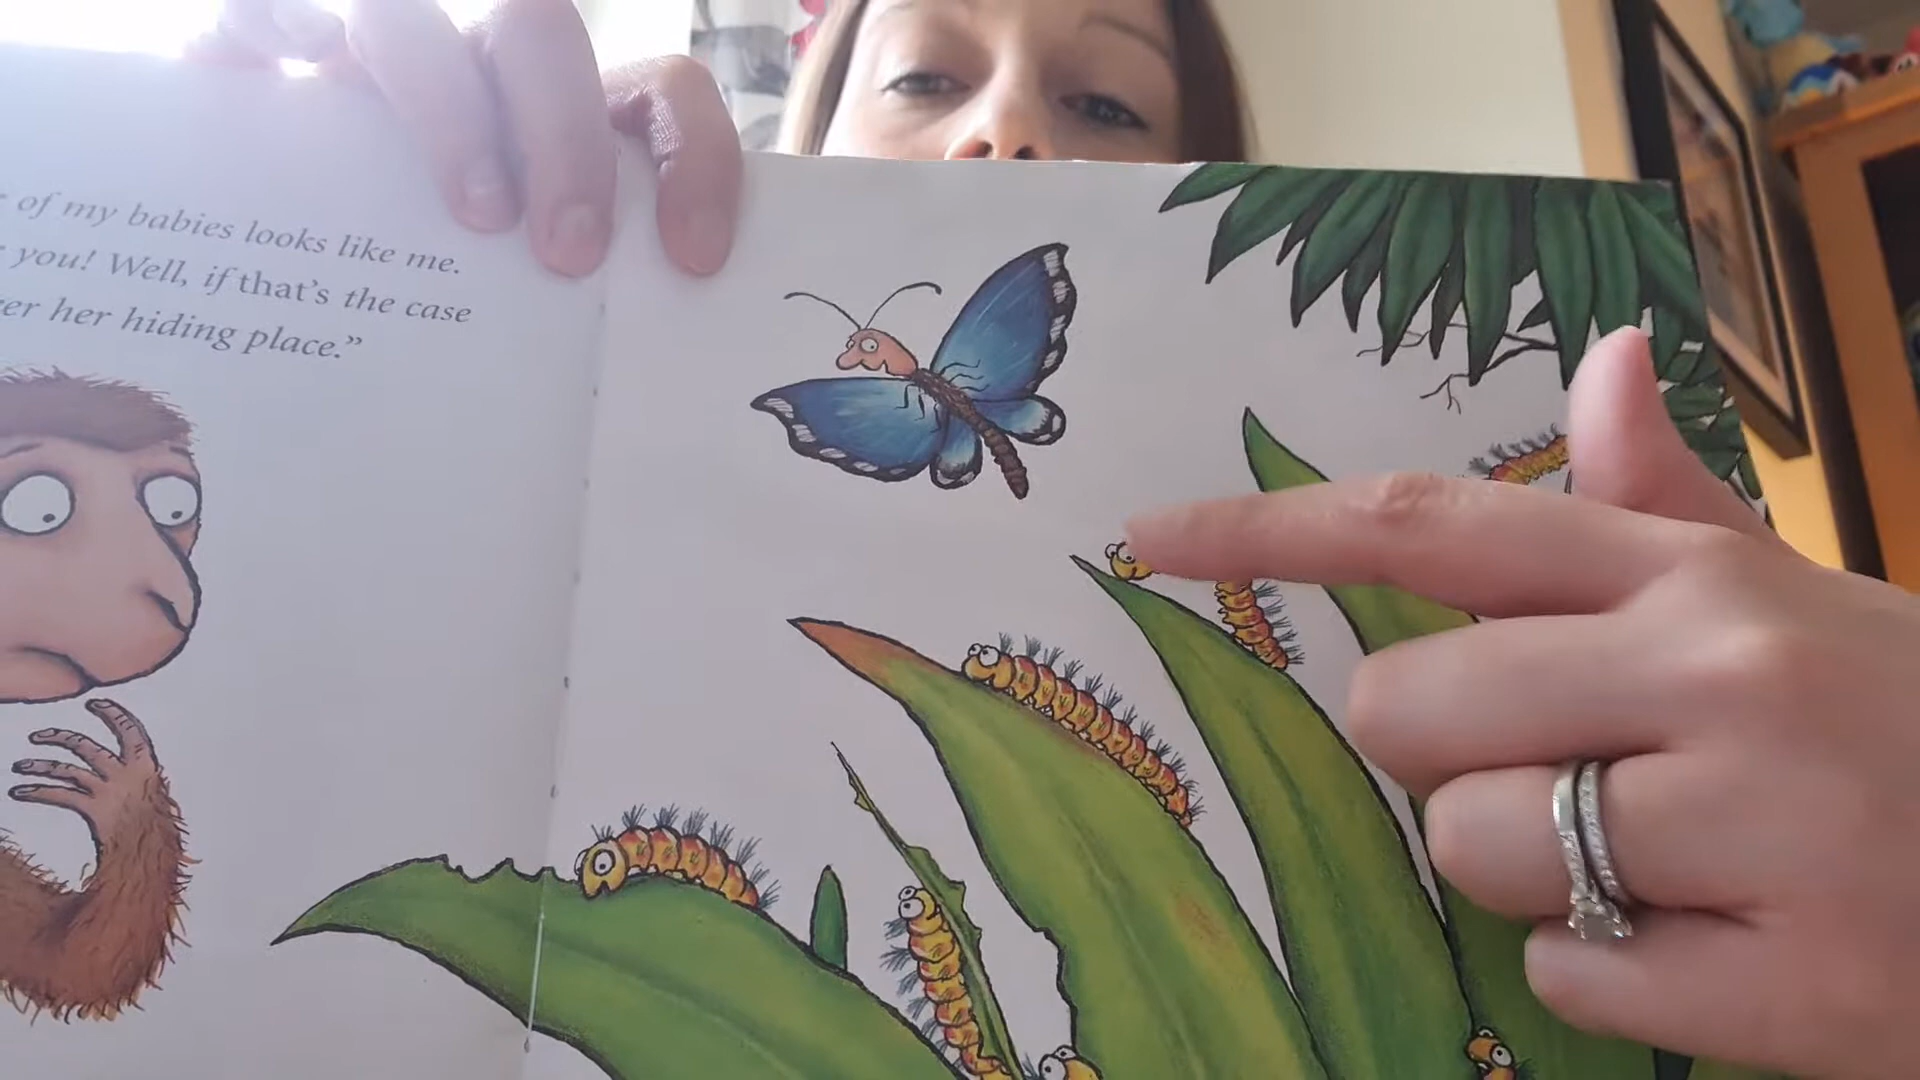 of my babies looks like me.
you! Well, if that's the case
her hiding place.”